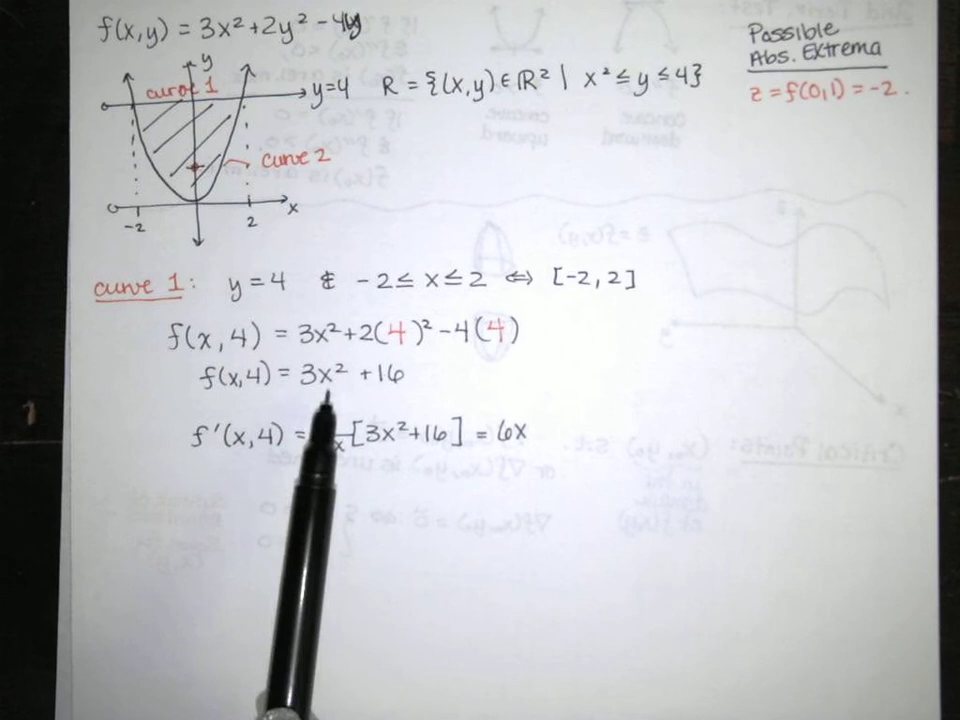 f(x,y) = 3x² + 2y² - 4y
Possible
Abs. Extrema
z = f(0,1) = -2.
y
curve 1
y=4
R = {(x,y) ∈ ℝ² | x² ≤ y ≤ 4}
curve 2
-2
2
x
curve 1: y = 4 & -2 ≤ x ≤ 2 ⇔ [-2, 2]
f(x, 4) = 3x² + 2(4)² - 4(4)
f(x,4) = 3x² + 16
f'(x,4) = x [3x²+16] = 6x